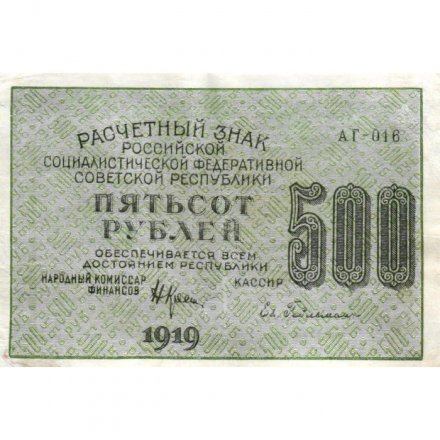 РАСЧЕТНЫЙ ЗНАК
РОССИЙСКОЙ
СОЦИАЛИСТИЧЕСКОЙ ФЕДЕРАТИВНОЙ
СОВЕТСКОЙ РЕСПУБЛИКИ
АГ-016
ПЯТЬСОТ
РУБЛЕЙ
500
ОБЕСПЕЧИВАЕТСЯ ВСЕМ
ДОСТОЯНИЕМ РЕСПУБЛИКИ
НАРОДНЫЙ КОМИССАР
ФИНАНСОВ
КАССИР
1919